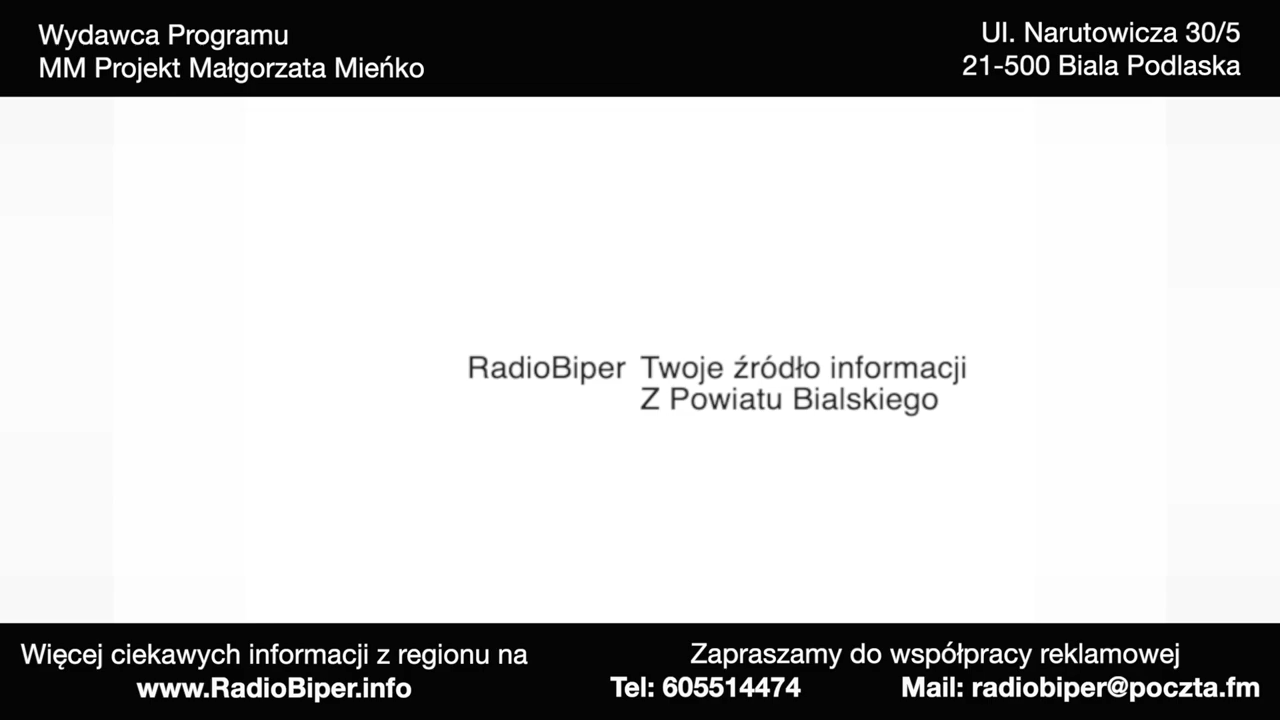 Wydawca Programu
MM Projekt Małgorzata Mieńko
Ul. Narutowicza 30/5
21-500 Biala Podlaska
RadioBiper Twoje źródło informacji
Z Powiatu Bialskiego
Więcej ciekawych informacji z regionu na
www.RadioBiper.info
Zapraszamy do współpracy reklamowej
Tel: 605514474 Mail: radiobiper@poczta.fm